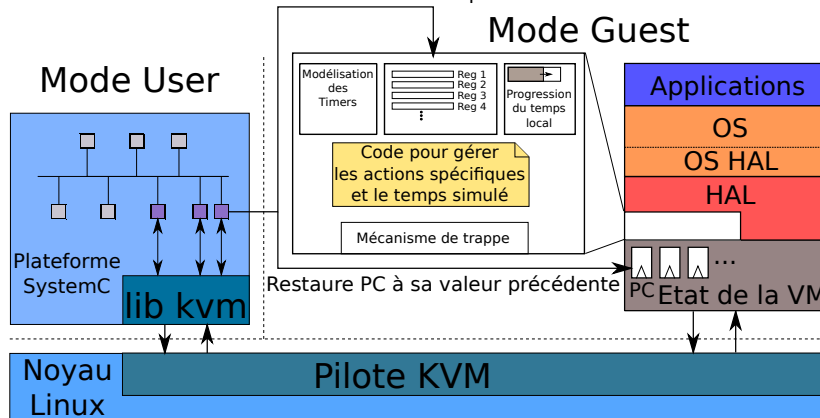 Mode User
Mode Guest
Modélisation
des
Timers
Reg 1
Reg 2
Reg 3
Reg 4
Progression
du temps
local
Code pour gérer
les actions spécifiques
et le temps simulé
Mécanisme de trappe
Applications
OS
OS HAL
HAL
Plateforme
SystemC
lib kvm
Restaure PC à sa valeur précédente
PC
...
Etat de la VM
Noyau
Linux
Pilote KVM